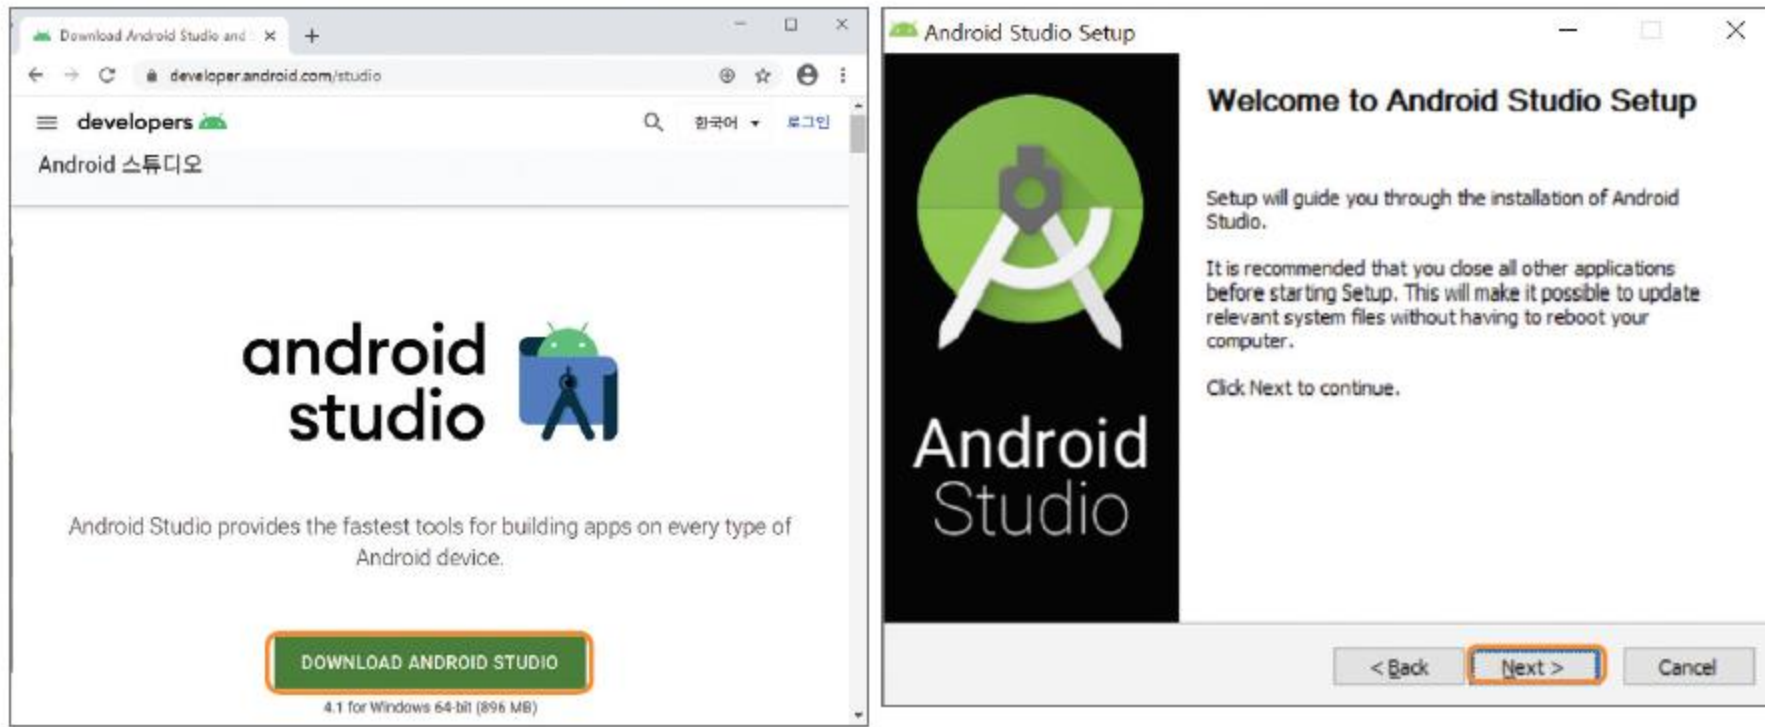 Download Android Studio and
developer.android.com/studio
developers
한국어
로그인
Android 스튜디오
android
studio
Android Studio provides the fastest tools for building apps on every type of
Android device.
DOWNLOAD ANDROID STUDIO
4.1 for Windows 64-bit (896 MB)
Android Studio Setup
Android
Studio
Welcome to Android Studio Setup
Setup will guide you through the installation of Android
Studio.
It is recommended that you close all other applications
before starting Setup. This will make it possible to update
relevant system files without having to reboot your
computer.
Click Next to continue.
< Back
Next >
Cancel